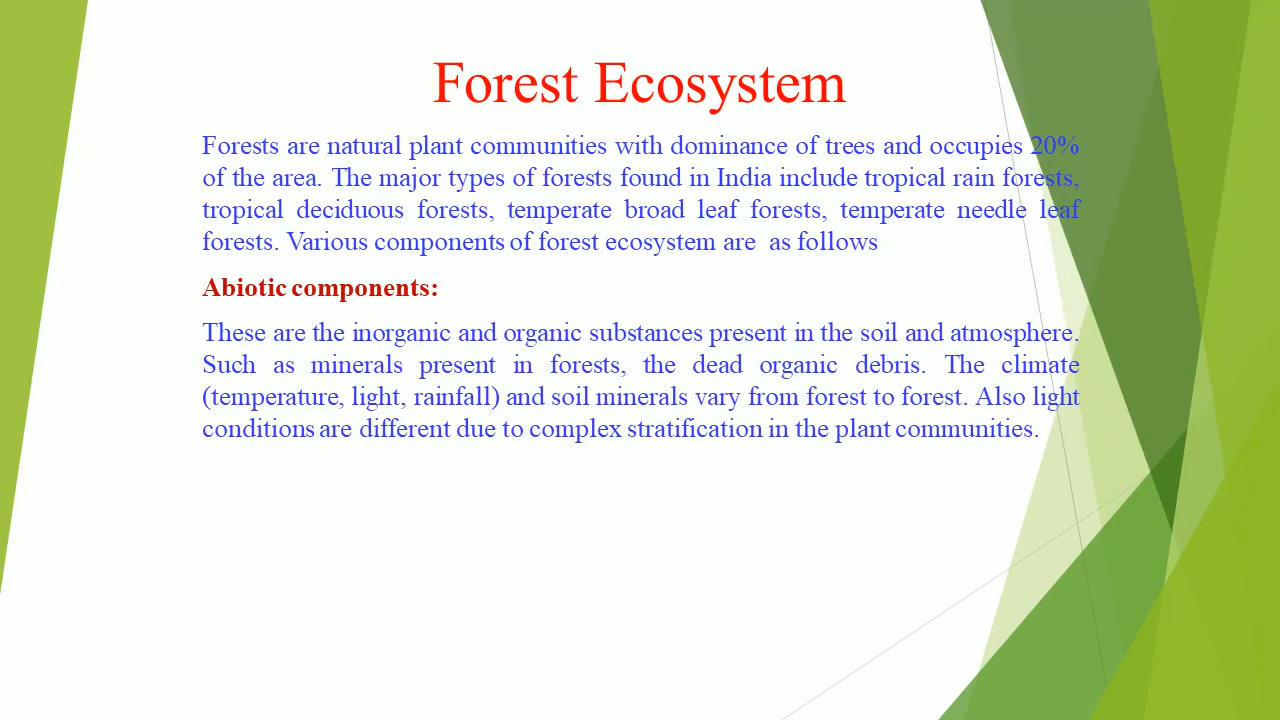 Forest Ecosystem
Forests are natural plant communities with dominance of trees and occupies 20%
of the area. The major types of forests found in India include tropical rain forests,
tropical deciduous forests, temperate broad leaf forests, temperate needle leaf
forests. Various components of forest ecosystem are as follows
Abiotic components:
These are the inorganic and organic substances present in the soil and atmosphere.
Such as minerals present in forests, the dead organic debris. The climate
(temperature, light, rainfall) and soil minerals vary from forest to forest. Also light
conditions are different due to complex stratification in the plant communities.